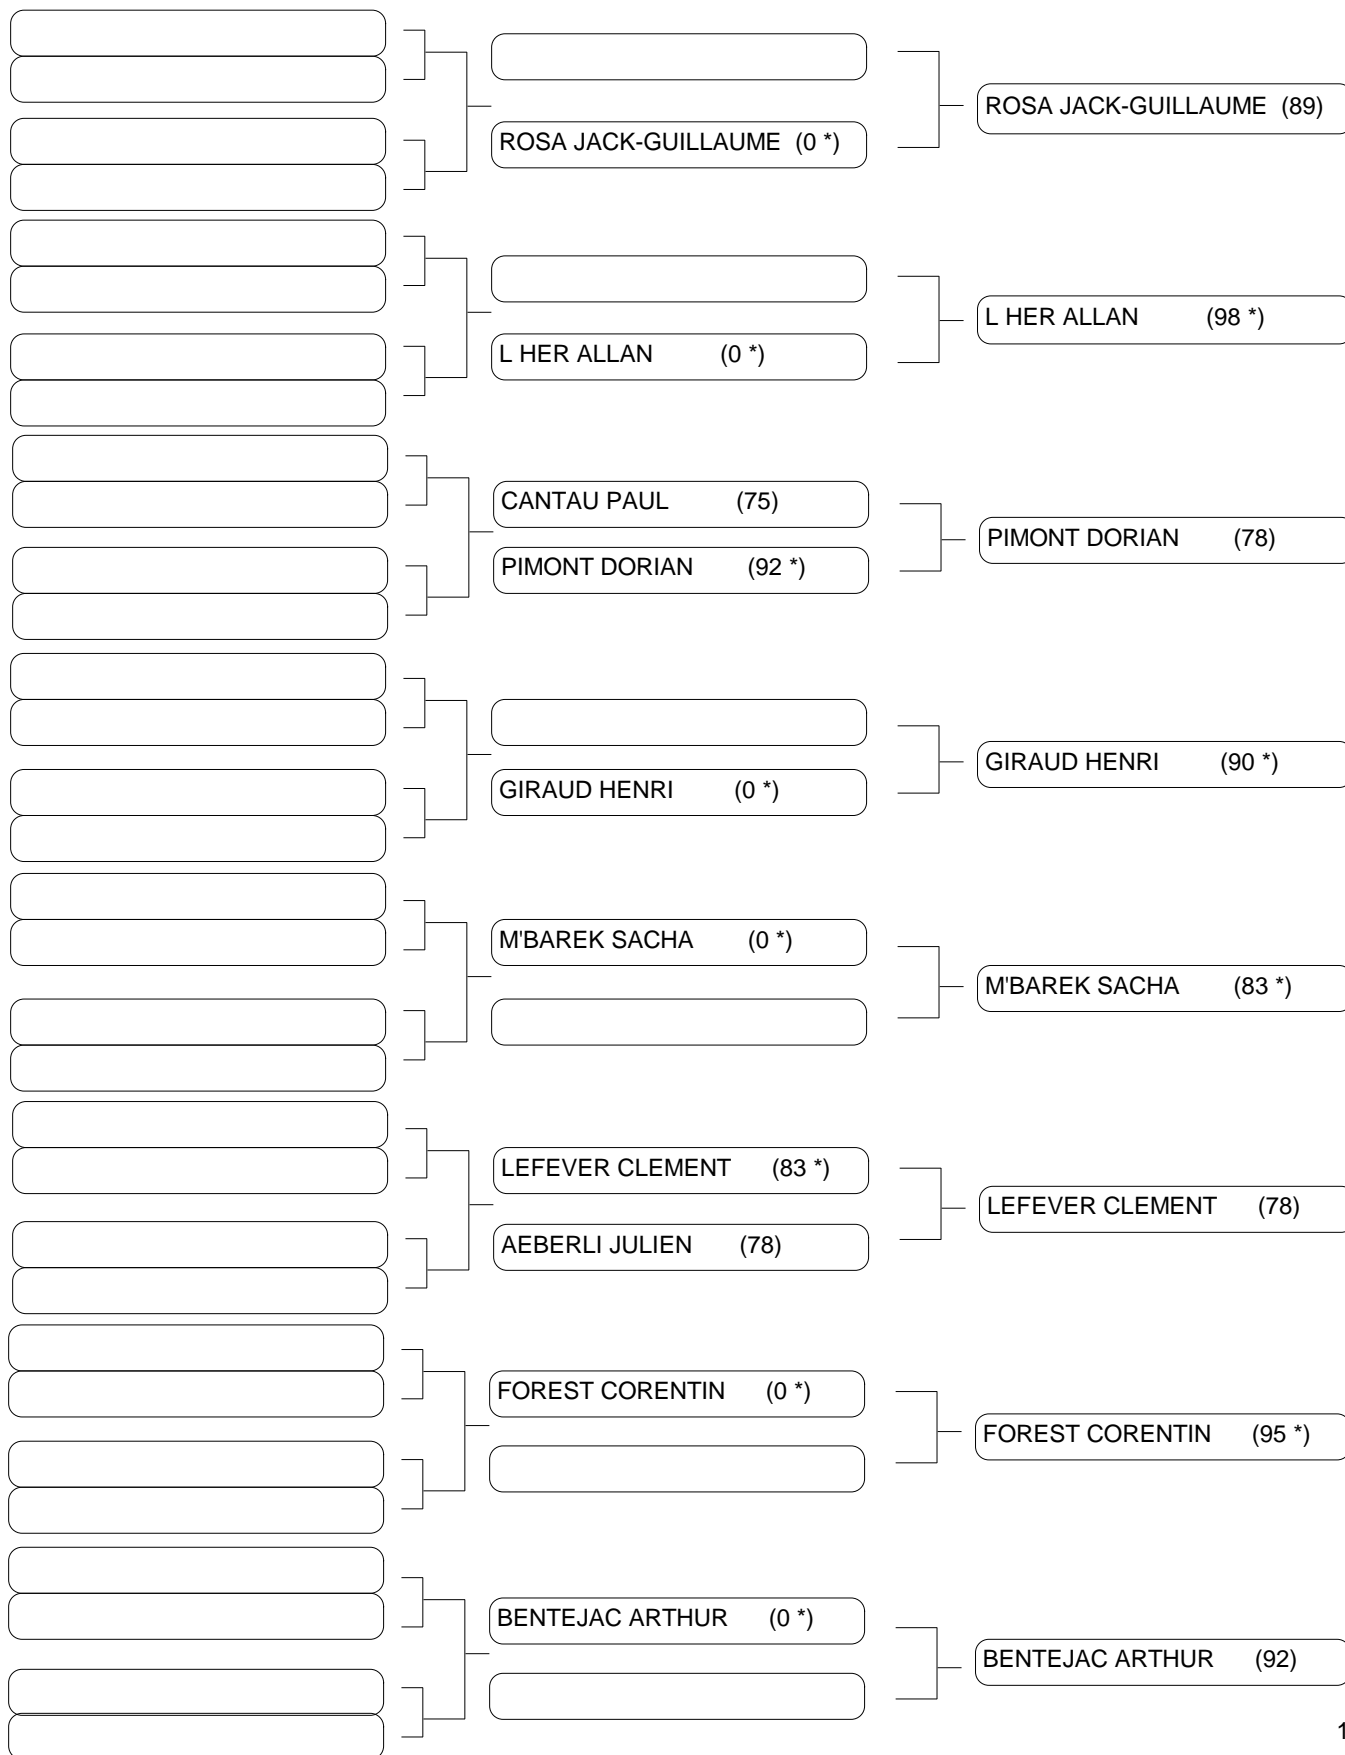 ROSA JACK-GUILLAUME (0 *)
ROSA JACK-GUILLAUME (89)
L HER ALLAN (0 *)
L HER ALLAN (98 *)
CANTAU PAUL (75)
PIMONT DORIAN (92 *)
PIMONT DORIAN (78)
GIRAUD HENRI (0 *)
GIRAUD HENRI (90 *)
M'BAREK SACHA (0 *)
M'BAREK SACHA (83 *)
LEFEVER CLEMENT (83 *)
AEBERLI JULIEN (78)
LEFEVER CLEMENT (78)
FOREST CORENTIN (0 *)
FOREST CORENTIN (95 *)
BENTEJAC ARTHUR (0 *)
BENTEJAC ARTHUR (92)
1